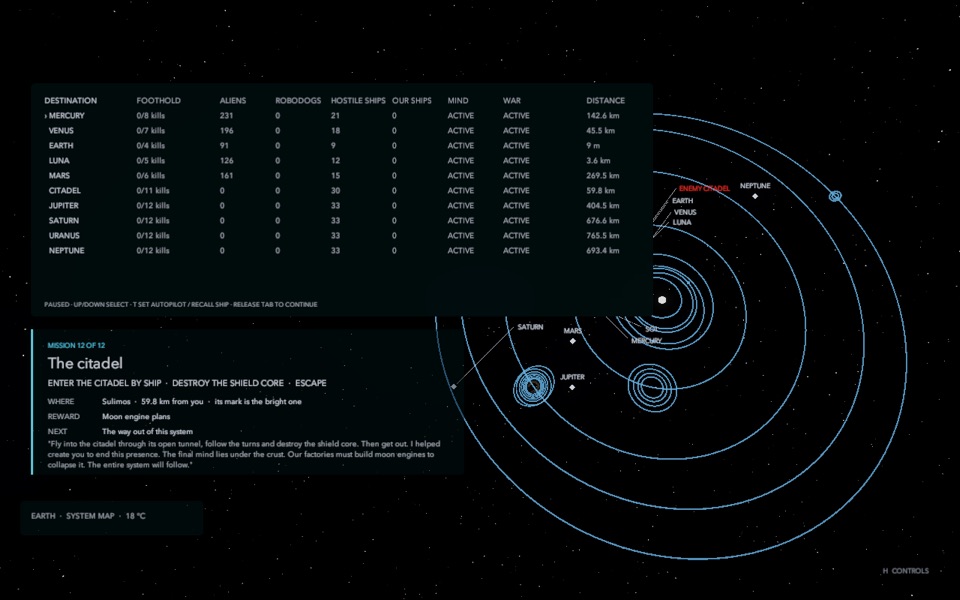 DESTINATION FOOTHOLD ALIENS ROBODOGS HOSTILE SHIPS OUR SHIPS MIND WAR DISTANCE
› MERCURY 0/8 kills 231 0 21 0 ACTIVE ACTIVE 142.6 km
VENUS 0/7 kills 196 0 18 0 ACTIVE ACTIVE 45.5 km
EARTH 0/4 kills 91 0 9 0 ACTIVE ACTIVE 9 m
LUNA 0/5 kills 126 0 12 0 ACTIVE ACTIVE 3.6 km
MARS 0/6 kills 161 0 15 0 ACTIVE ACTIVE 269.5 km
CITADEL 0/11 kills 0 0 30 0 ACTIVE ACTIVE 59.8 km
JUPITER 0/12 kills 0 0 33 0 ACTIVE ACTIVE 404.5 km
SATURN 0/12 kills 0 0 33 0 ACTIVE ACTIVE 676.6 km
URANUS 0/12 kills 0 0 33 0 ACTIVE ACTIVE 765.5 km
NEPTUNE 0/12 kills 0 0 33 0 ACTIVE ACTIVE 693.4 km
PAUSED · UP/DOWN SELECT · T SET AUTOPILOT / RECALL SHIP · RELEASE TAB TO CONTINUE
ENEMY CITADEL
NEPTUNE
EARTH
VENUS
LUNA
SATURN
MARS
SOL
MERCURY
JUPITER
MISSION 12 OF 12
The citadel
ENTER THE CITADEL BY SHIP · DESTROY THE SHIELD CORE · ESCAPE
WHERE Sulimos · 59.8 km from you · its mark is the bright one
REWARD Moon engine plans
NEXT The way out of this system
"Fly into the citadel through its open tunnel, follow the turns and destroy the shield core. Then get out. I helped
create you to end this presence. The final mind lies under the crust. Our factories must build moon engines to
collapse it. The entire system will follow."
EARTH · SYSTEM MAP · 18 °C
H CONTROLS